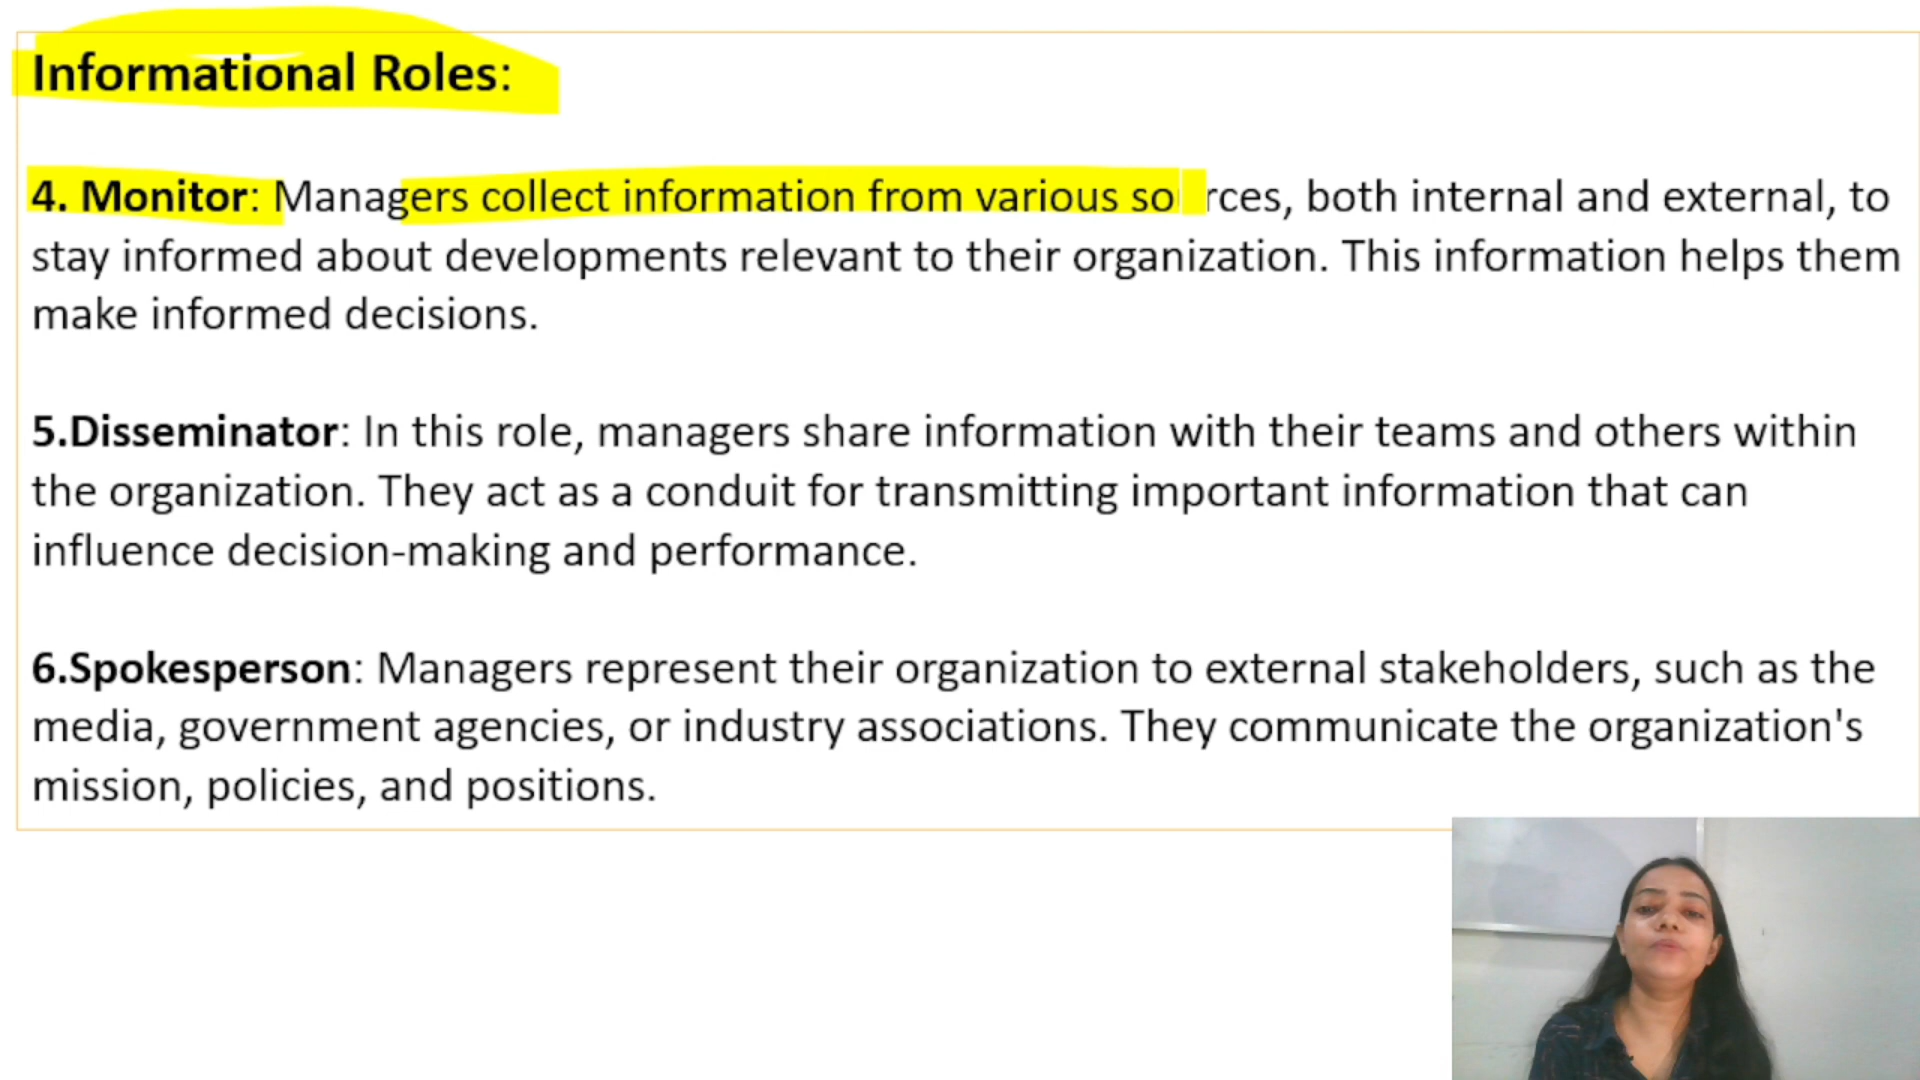 Informational Roles:
4. Monitor: Managers collect information from various so rces, both internal and external, to
stay informed about developments relevant to their organization. This information helps them
make informed decisions.
5.Disseminator: In this role, managers share information with their teams and others within
the organization. They act as a conduit for transmitting important information that can
influence decision-making and performance.
6.Spokesperson: Managers represent their organization to external stakeholders, such as the
media, government agencies, or industry associations. They communicate the organization's
mission, policies, and positions.